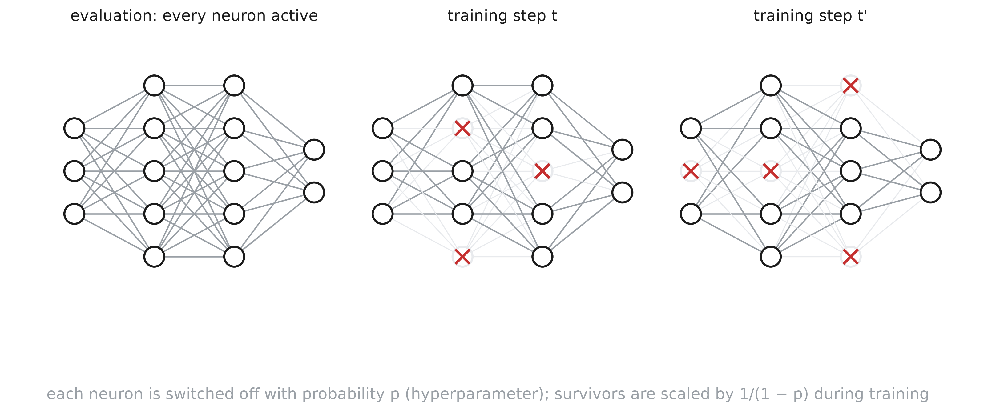 evaluation: every neuron active
training step t
training step t'
each neuron is switched off with probability p (hyperparameter); survivors are scaled by 1/(1 − p) during training